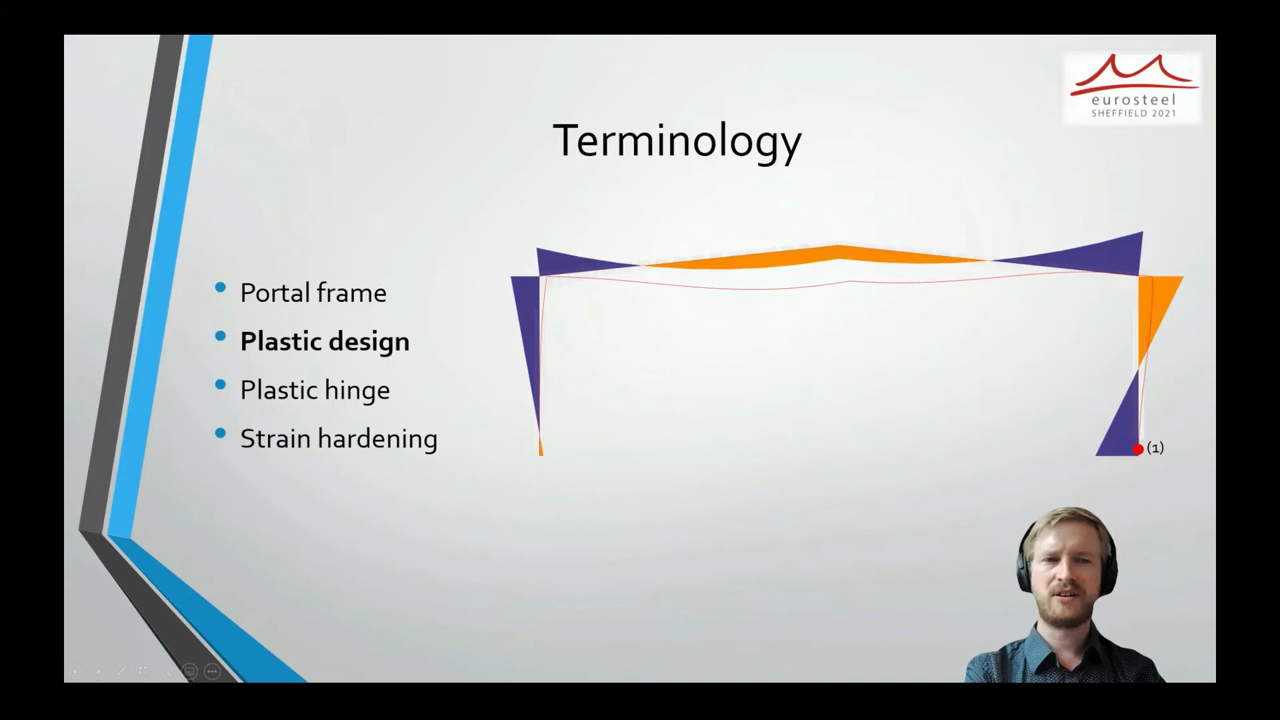 eurosteel
SHEFFIELD 2021
Terminology
Portal frame
Plastic design
Plastic hinge
Strain hardening
(1)